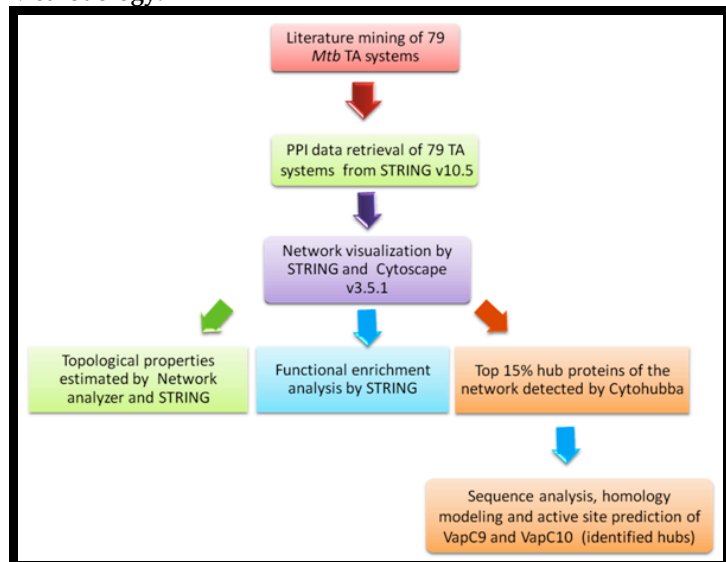 Literature mining of 79
Mtb TA systems
PPI data retrieval of 79 TA
systems from STRING v10.5
Network visualization by
STRING and Cytoscape
v3.5.1
Topological properties
estimated by Network
analyzer and STRING
Functional enrichment
analysis by STRING
Top 15% hub proteins of the
network detected by Cytohubba
Sequence analysis, homology
modeling and active site prediction of
VapC9 and VapC10 (identified hubs)